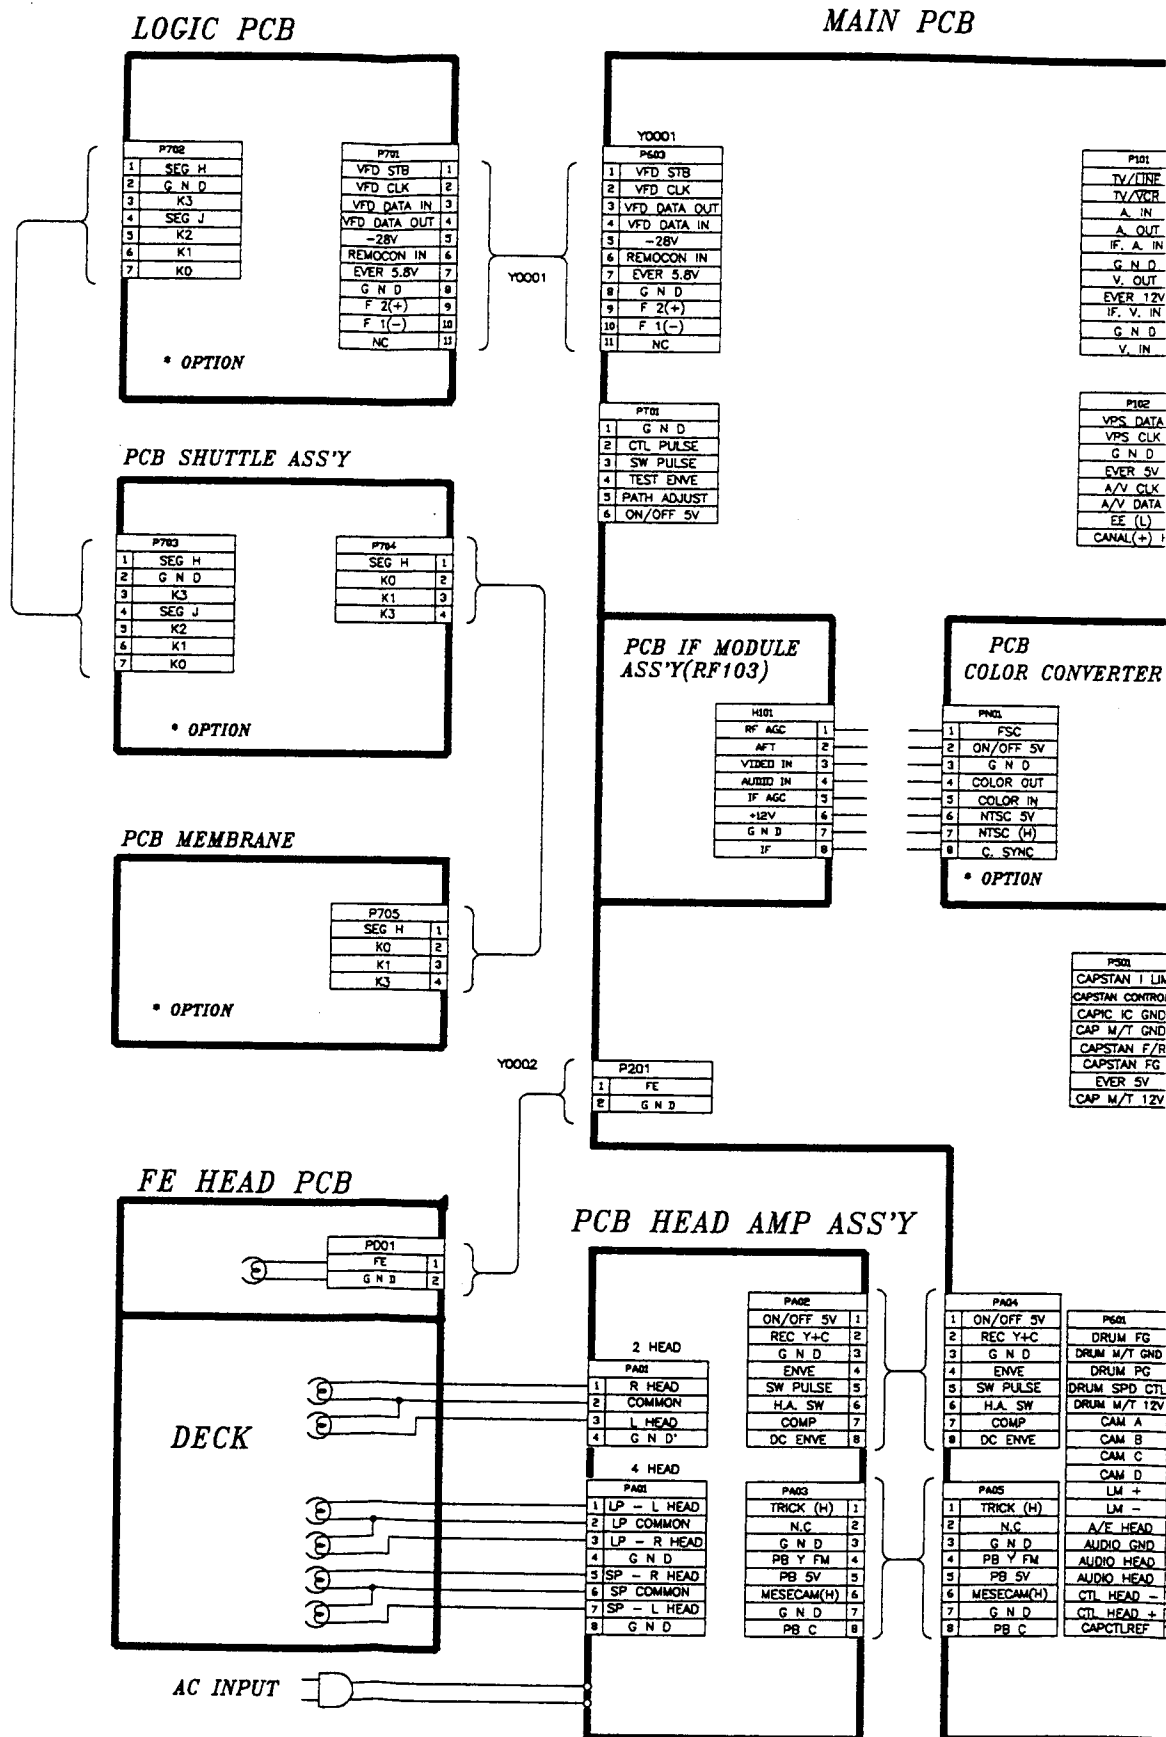 LOGIC PCB
MAIN PCB
P702
1 SEG H
2 G N D
3 K3
4 SEG J
5 K2
6 K1
7 K0
P701
VFD STB 1
VFD CLK 2
VFD DATA IN 3
VFD DATA OUT 4
-28V 5
REMOCON IN 6
EVER 5.8V 7
G N D 8
F 2(+) 9
F 1(-) 10
NC 11
* OPTION
Y0001
Y0001
P603
1 VFD STB
2 VFD CLK
3 VFD DATA OUT
4 VFD DATA IN
5 -28V
6 REMOCON IN
7 EVER 5.8V
8 G N D
9 F 2(+)
10 F 1(-)
11 NC
P101
TV/LINE
TV/VCR
A. IN
A. OUT
IF. A. IN
G N D
V. OUT
EVER 12V
IF. V. IN
G N D
V. IN
PT01
1 G N D
2 CTL PULSE
3 SW PULSE
4 TEST ENVE
5 PATH ADJUST
6 ON/OFF 5V
P102
VPS DATA
VPS CLK
G N D
EVER 5V
A/V CLK
A/V DATA
EE (L)
CANAL(+) H
PCB SHUTTLE ASS'Y
P703
1 SEG H
2 G N D
3 K3
4 SEG J
5 K2
6 K1
7 K0
P704
SEG H 1
K0 2
K1 3
K3 4
* OPTION
PCB IF MODULE
ASS'Y(RF103)
H101
RF AGC 1
AFT 2
VIDEO IN 3
AUDIO IN 4
IF AGC 5
+12V 6
G N D 7
IF 8
PCB
COLOR CONVERTER
PN01
1 FSC
2 ON/OFF 5V
3 G N D
4 COLOR OUT
5 COLOR IN
6 NTSC 5V
7 NTSC (H)
8 C. SYNC
* OPTION
PCB MEMBRANE
P705
SEG H 1
K0 2
K1 3
K3 4
* OPTION
P501
CAPSTAN I LIM
CAPSTAN CONTROL
CAPIC IC GND
CAP M/T GND
CAPSTAN F/R
CAPSTAN FG
EVER 5V
CAP M/T 12V
Y0002
P201
1 FE
2 G N D
FE HEAD PCB
PD01
FE 1
G N D 2
DECK
PCB HEAD AMP ASS'Y
2 HEAD
PA01
1 R HEAD
2 COMMON
3 L HEAD
4 G N D'
4 HEAD
PA01
1 LP - L HEAD
2 LP COMMON
3 LP - R HEAD
4 G N D
5 SP - R HEAD
6 SP COMMON
7 SP - L HEAD
8 G N D
PA02
ON/OFF 5V 1
REC Y+C 2
G N D 3
ENVE 4
SW PULSE 5
H.A. SW 6
COMP 7
DC ENVE 8
PA03
TRICK (H) 1
N.C 2
G N D 3
PB Y FM 4
PB 5V 5
MESECAM(H) 6
G N D 7
PB C 8
PA04
1 ON/OFF 5V
2 REC Y+C
3 G N D
4 ENVE
5 SW PULSE
6 H.A. SW
7 COMP
8 DC ENVE
PA05
1 TRICK (H)
2 N.C
3 G N D
4 PB Y FM
5 PB 5V
6 MESECAM(H)
7 G N D
8 PB C
P601
DRUM FG
DRUM M/T GND
DRUM PG
DRUM SPD CTL
DRUM M/T 12V
CAM A
CAM B
CAM C
CAM D
LM +
LM -
A/E HEAD
AUDIO GND
AUDIO HEAD
AUDIO HEAD
CTL HEAD -
CTL HEAD +
CAPCTLREF
AC INPUT